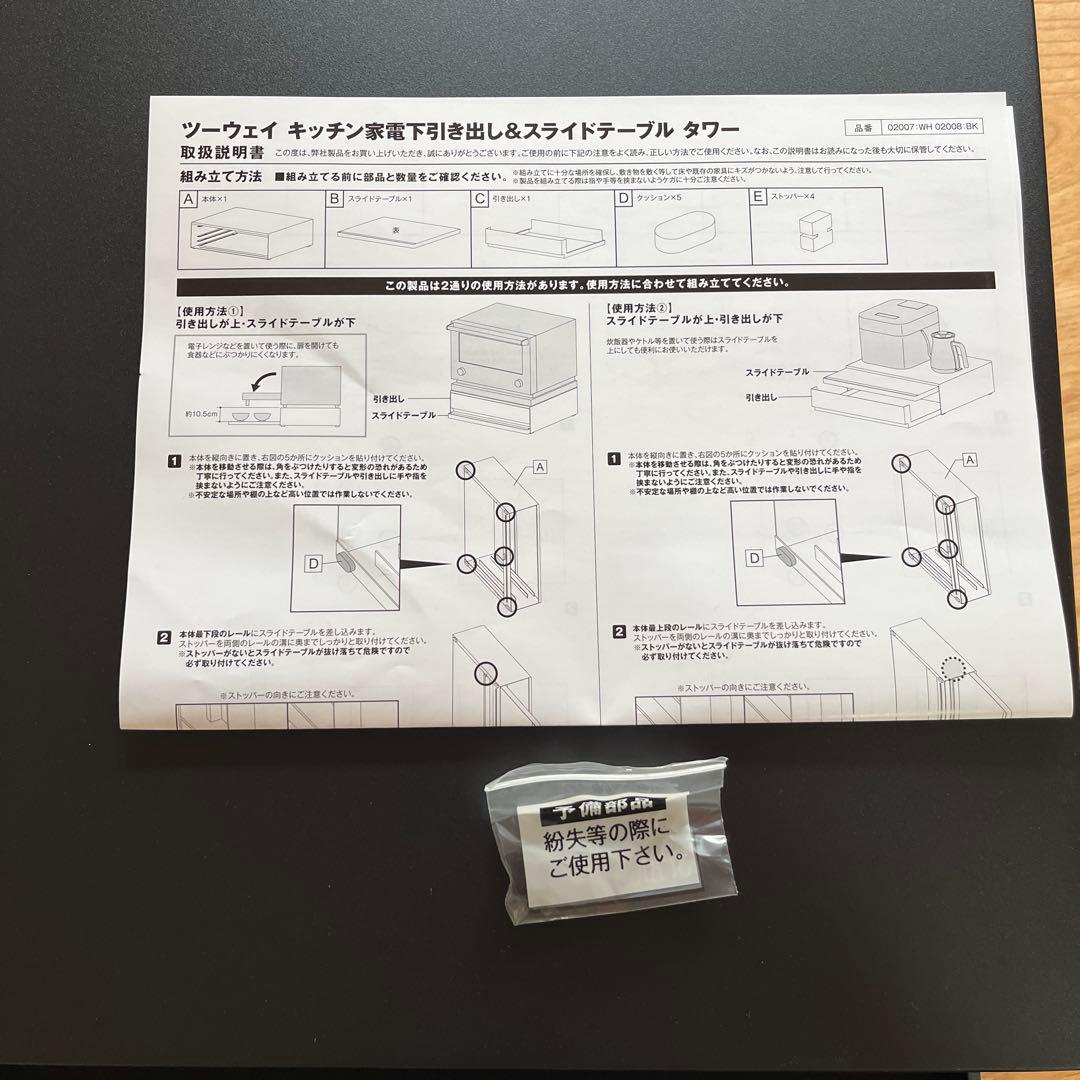 ツーウェイ キッチン家電下引き出し&スライドテーブル タワー
品番 02007:WH 02008:BK
取扱説明書 この度は、弊社製品をお買い上げいただき、誠にありがとうございます。ご使用の前に下記の注意をよく読み、正しい方法でご使用ください。なお、この説明書はお読みになった後も大切に保管してください。
組み立て方法 ■組み立てる前に部品と数量をご確認ください。
※組み立てに十分な場所を確保し、敷き物を敷く等して床や既存の家具にキズがつかないよう、注意して行ってください。
※製品を組み立てる際は指や手等を挟まないようケガに十分ご注意ください。
A 本体×1
B スライドテーブル×1
表
C 引き出し×1
D クッション×5
E ストッパー×4
この製品は2通りの使用方法があります。使用方法に合わせて組み立ててください。
【使用方法①】
引き出しが上・スライドテーブルが下
電子レンジなどを置いて使う際に、扉を開けても
食器などにぶつかりにくくなります。
約10.5cm
引き出し
スライドテーブル
1 本体を縦向きに置き、右図の5か所にクッションを貼り付けてください。
※本体を移動させる際は、角をぶつけたりすると変形の恐れがあるため
丁寧に行ってください。また、スライドテーブルや引き出しに手や指を
挟まないようにご注意ください。
※不安定な場所や棚の上など高い位置では作業しないでください。
A
D
2 本体最下段のレールにスライドテーブルを差し込みます。
ストッパーを両側のレールの溝に奥までしっかりと取り付けてください。
※ストッパーがないとスライドテーブルが抜け落ちて危険ですので
必ず取り付けてください。
※ストッパーの向きにご注意ください。
【使用方法②】
スライドテーブルが上・引き出しが下
炊飯器やケトル等を置いて使う際はスライドテーブルを
上にしても便利にお使いいただけます。
スライドテーブル
引き出し
1 本体を縦向きに置き、右図の5か所にクッションを貼り付けてください。
※本体を移動させる際は、角をぶつけたりすると変形の恐れがあるため
丁寧に行ってください。また、スライドテーブルや引き出しに手や指を
挟まないようにご注意ください。
※不安定な場所や棚の上など高い位置では作業しないでください。
A
D
2 本体最上段のレールにスライドテーブルを差し込みます。
ストッパーを両側のレールの溝に奥までしっかりと取り付けてください。
※ストッパーがないとスライドテーブルが抜け落ちて危険ですので
必ず取り付けてください。
※ストッパーの向きにご注意ください。
予備部品
紛失等の際に
ご使用下さい。